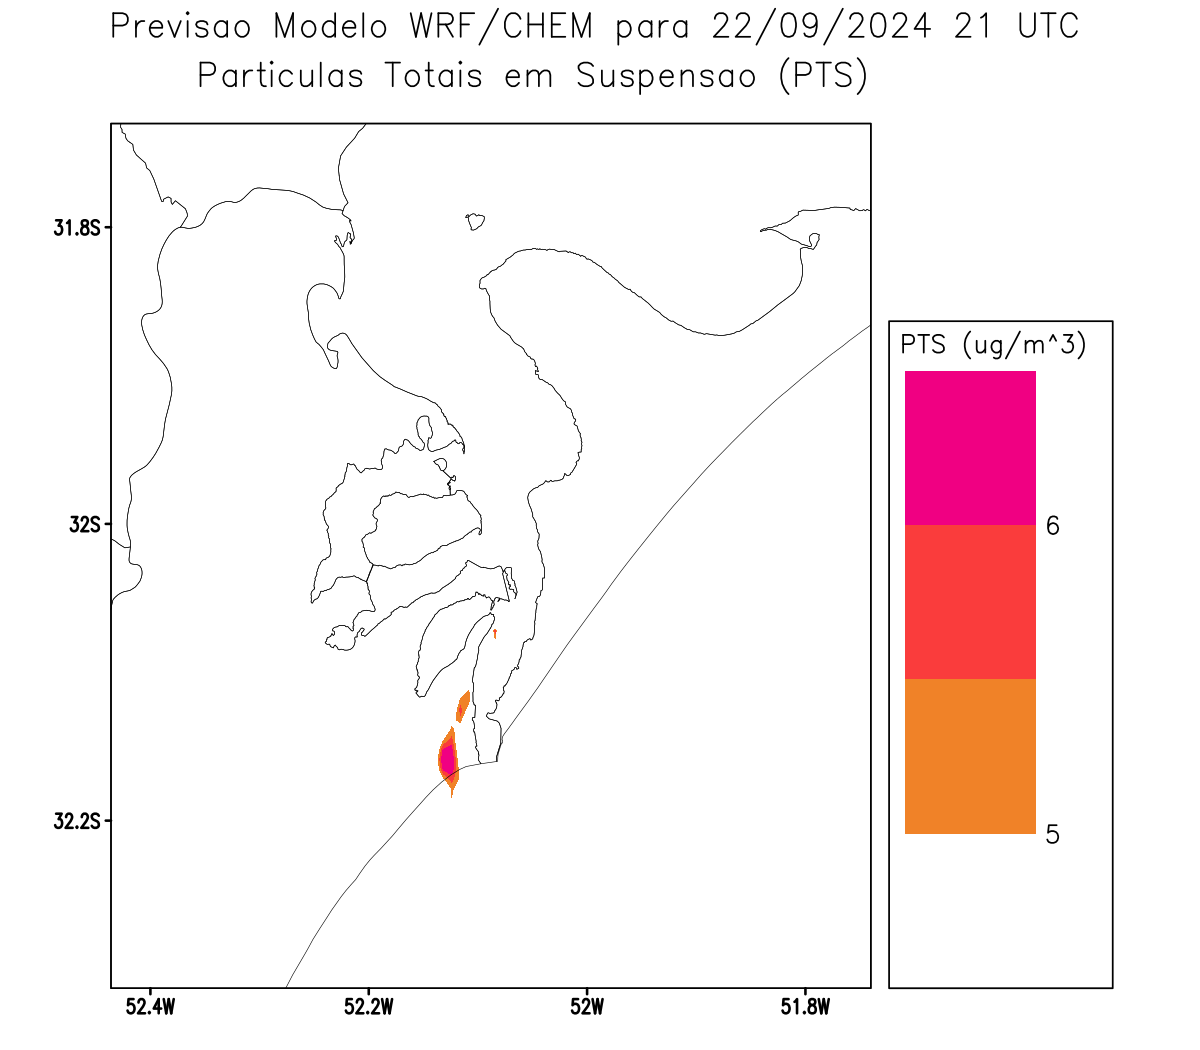 Previsao Modelo WRF/CHEM para 22/09/2024 21 UTC
Particulas Totais em Suspensao (PTS)
31.8S
32S
32.2S
52.4W
52.2W
52W
51.8W
PTS (ug/m^3)
6
5